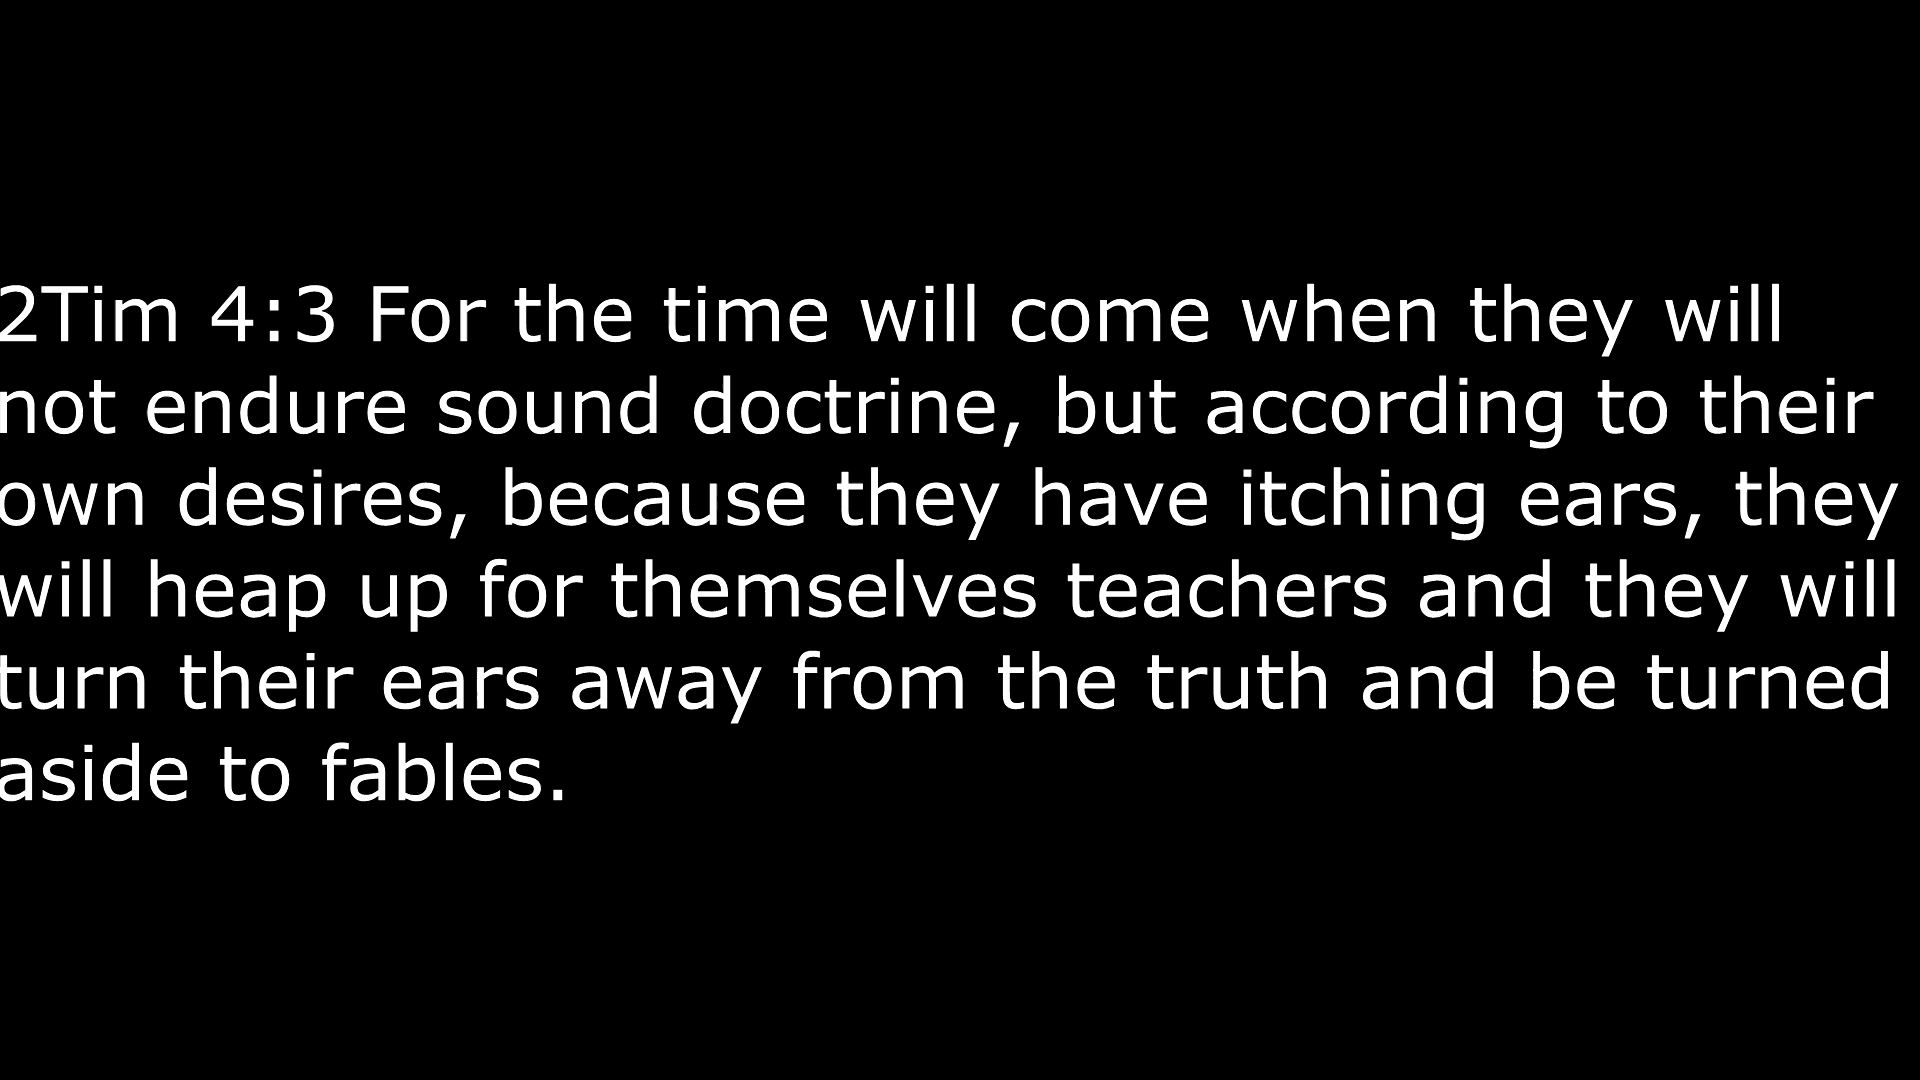 2Tim 4:3 For the time will come when they will
not endure sound doctrine, but according to their
own desires, because they have itching ears, they
will heap up for themselves teachers and they will
turn their ears away from the truth and be turned
aside to fables.